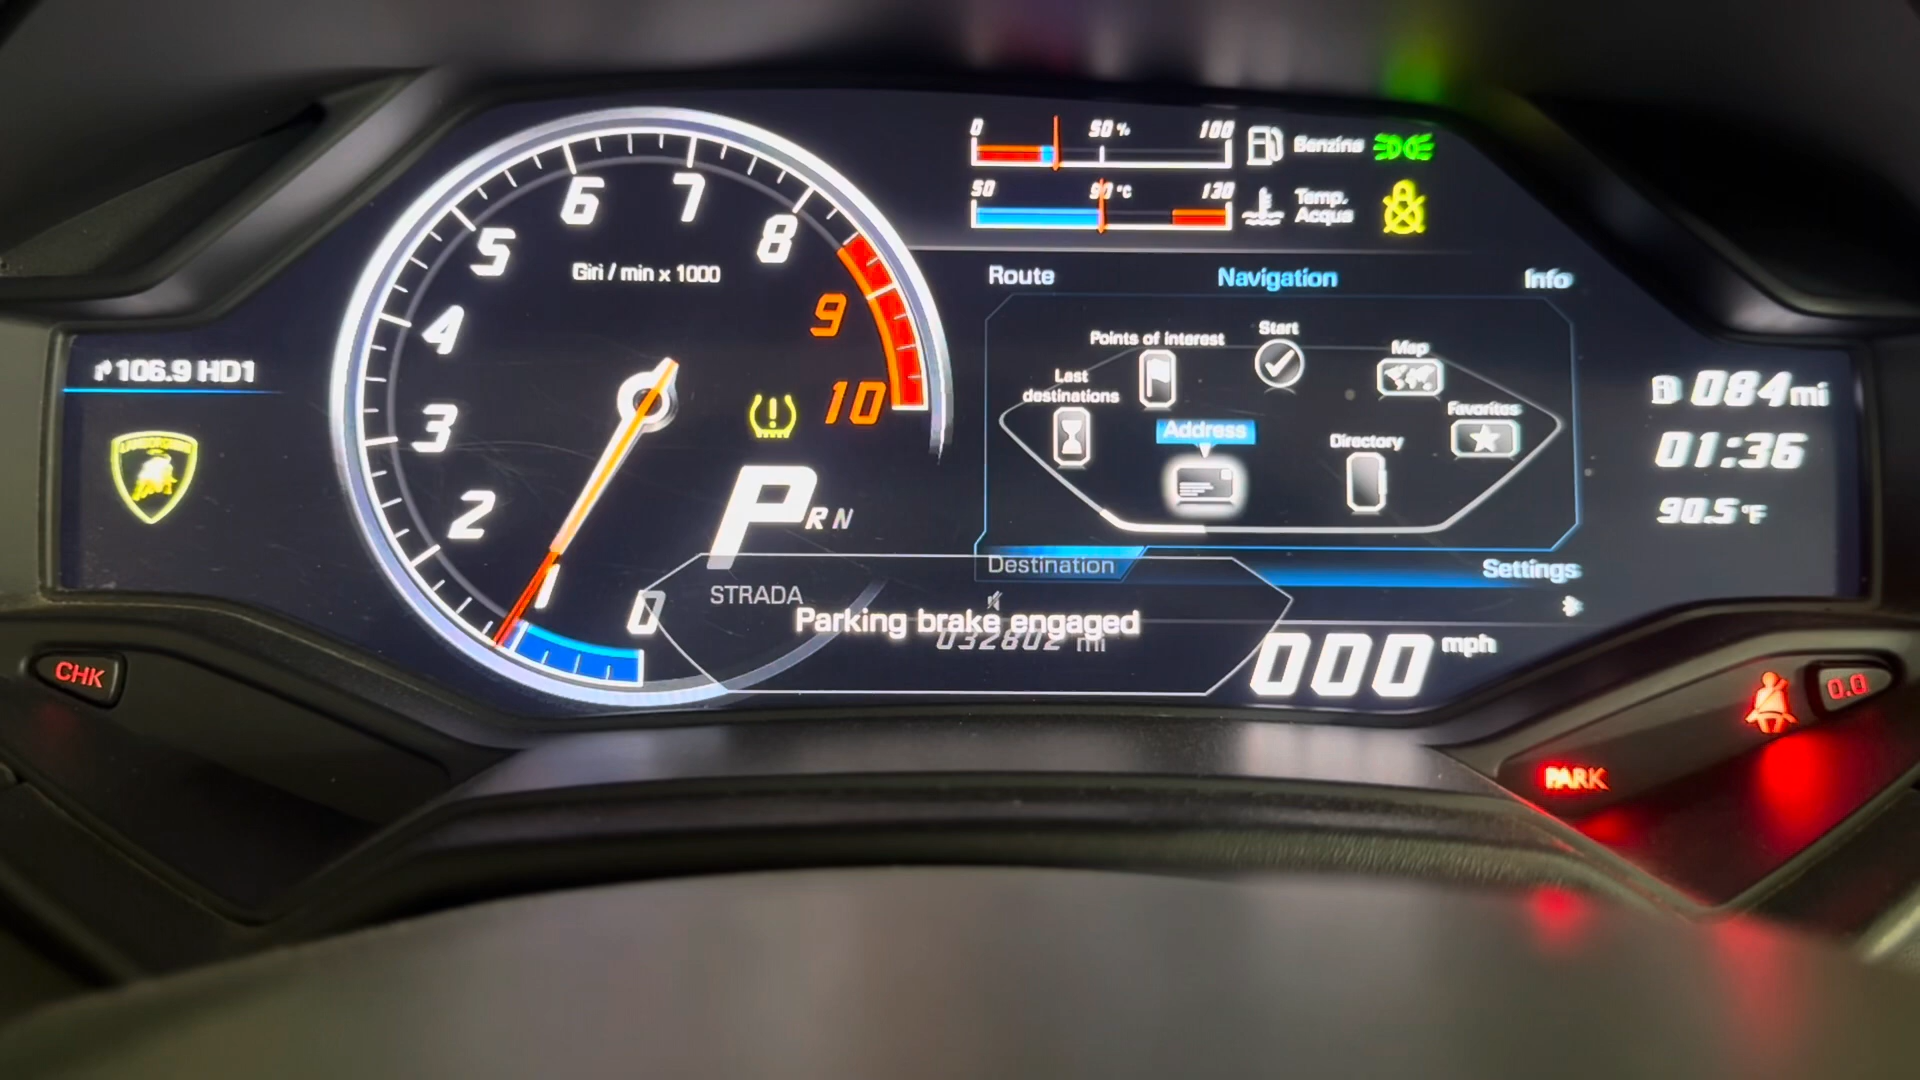 0 50 % 100
Benzina
50 90 °C 130
Temp.
Acqua
Route Navigation Info
Points of interest
Start
Map
Last
destinations
Favorites
Address
Directory
Destination
Settings
106.9 HD1
LAMBORGHINI
Giri / min x 1000
0
1
2
3
4
5
6
7
8
9
10
P R N
STRADA
Parking brake engaged
032802 mi
000 mph
084 mi
01:36
90.5 °F
CHK
0.0
PARK